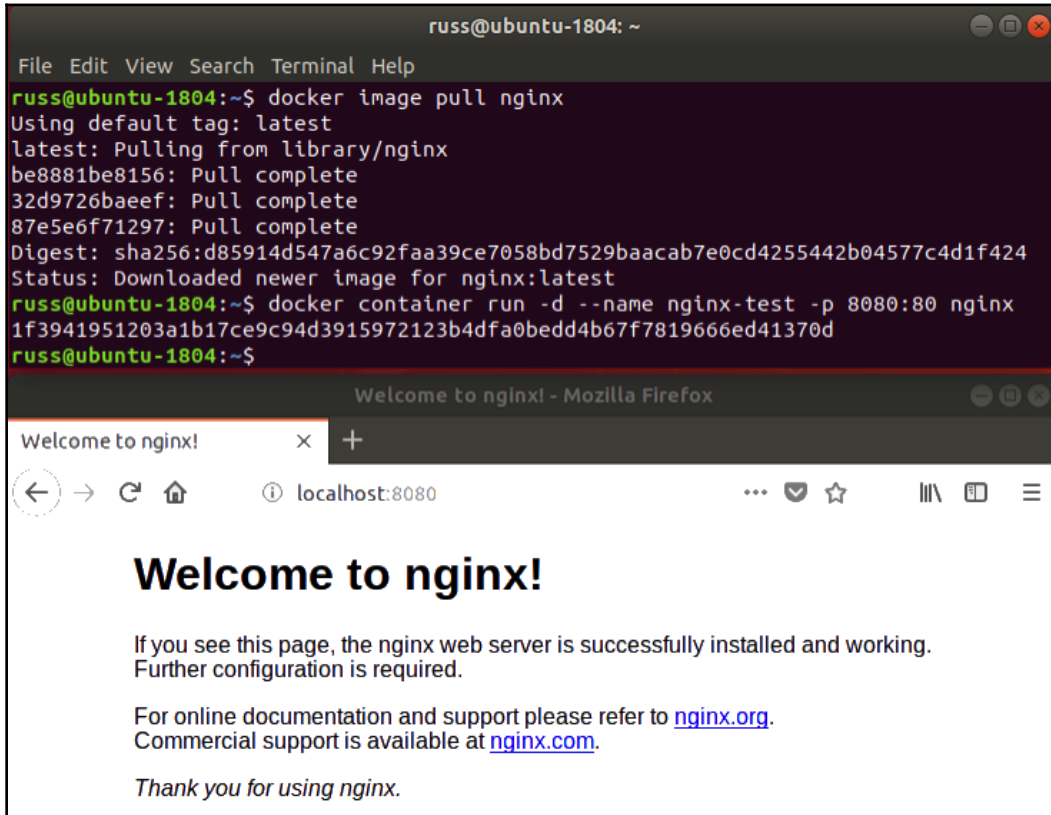 russ@ubuntu-1804: ~
File Edit View Search Terminal Help
russ@ubuntu-1804:~$ docker image pull nginx
Using default tag: latest
latest: Pulling from library/nginx
be8881be8156: Pull complete
32d9726baeef: Pull complete
87e5e6f71297: Pull complete
Digest: sha256:d85914d547a6c92faa39ce7058bd7529baacab7e0cd4255442b04577c4d1f424
Status: Downloaded newer image for nginx:latest
russ@ubuntu-1804:~$ docker container run -d --name nginx-test -p 8080:80 nginx
1f3941951203a1b17ce9c94d3915972123b4dfa0bedd4b67f7819666ed41370d
russ@ubuntu-1804:~$
Welcome to nginx! - Mozilla Firefox
Welcome to nginx!
localhost:8080
Welcome to nginx!
If you see this page, the nginx web server is successfully installed and working.
Further configuration is required.
For online documentation and support please refer to nginx.org.
Commercial support is available at nginx.com.
Thank you for using nginx.